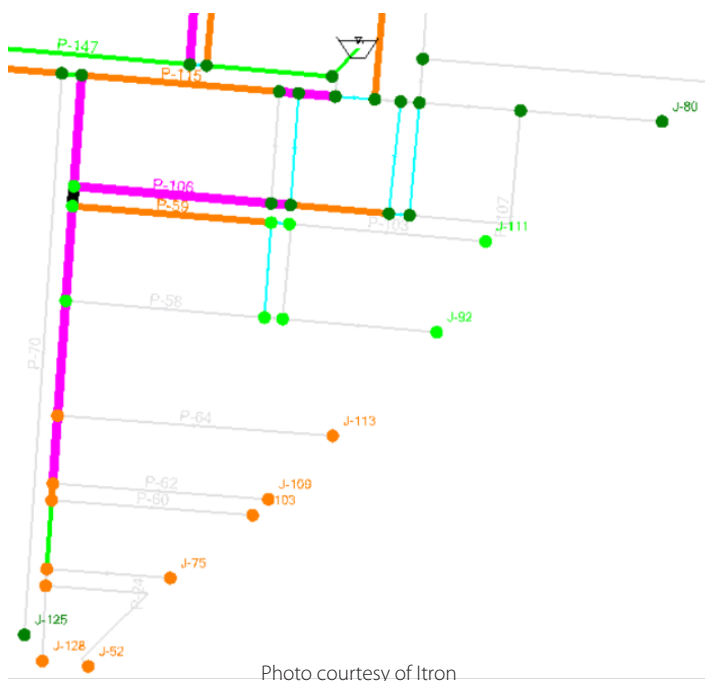 P-147
P-115
J-80
P-106
P-59
P-107
P-103
J-111
P-58
J-92
P-70
P-64
J-113
P-62
J-109
P-60
103
J-75
P-24
J-125
J-128
J-52
Photo courtesy of Itron